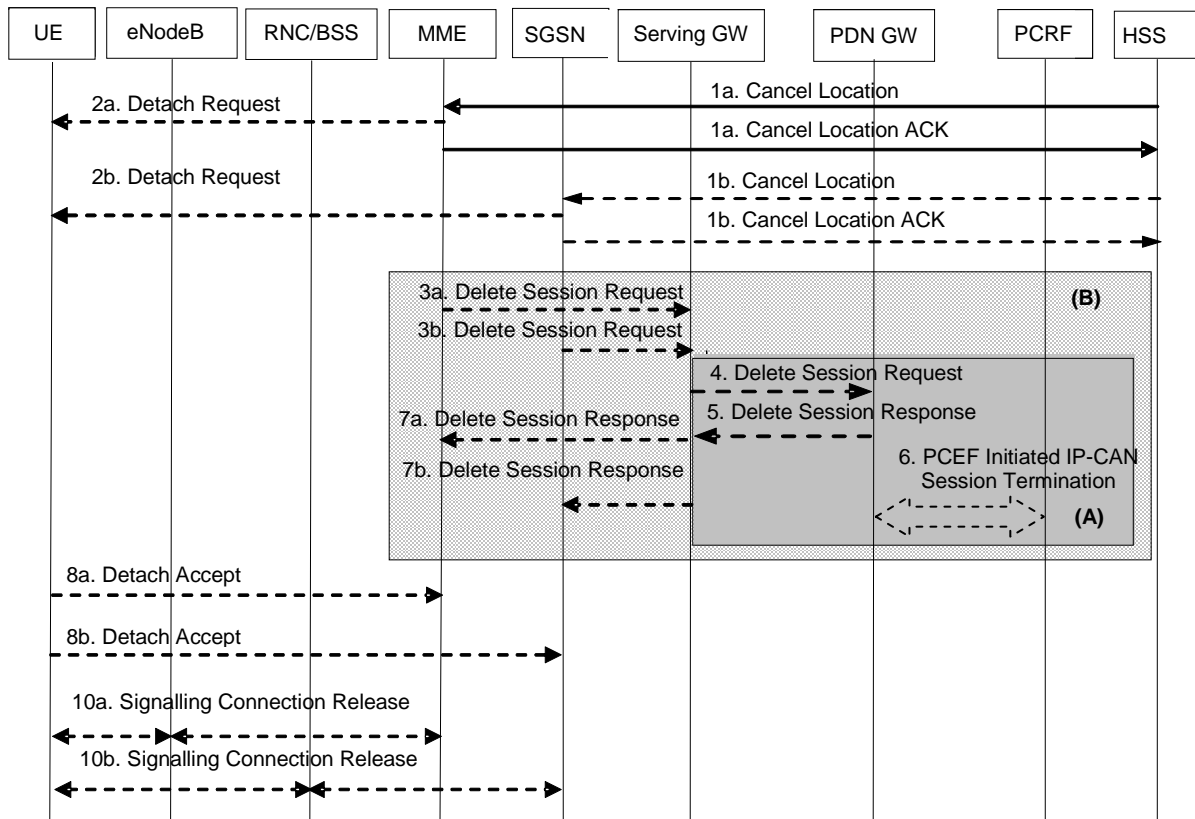 UE
eNodeB
RNC/BSS
MME
SGSN
Serving GW
PDN GW
PCRF
HSS
2a. Detach Request
1a. Cancel Location
1a. Cancel Location ACK
2b. Detach Request
1b. Cancel Location
1b. Cancel Location ACK
3a. Delete Session Request
(B)
3b. Delete Session Request
4. Delete Session Request
7a. Delete Session Response
5. Delete Session Response
7b. Delete Session Response
6. PCEF Initiated IP-CAN
Session Termination
(A)
8a. Detach Accept
8b. Detach Accept
10a. Signalling Connection Release
10b. Signalling Connection Release